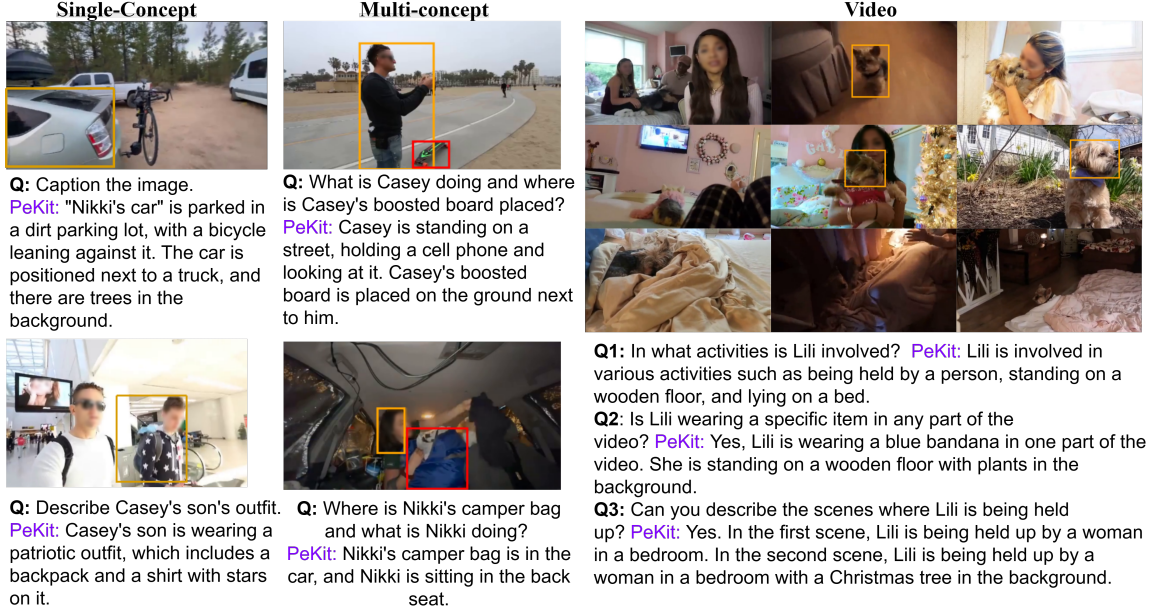 Single-Concept
Multi-concept
Video
Q: Caption the image.
PeKit: "Nikki's car" is parked in
a dirt parking lot, with a bicycle
leaning against it. The car is
positioned next to a truck, and
there are trees in the
background.
Q: What is Casey doing and where
is Casey's boosted board placed?
PeKit: Casey is standing on a
street, holding a cell phone and
looking at it. Casey's boosted
board is placed on the ground next
to him.
Q: Describe Casey's son's outfit.
PeKit: Casey's son is wearing a
patriotic outfit, which includes a
backpack and a shirt with stars
on it.
Q: Where is Nikki's camper bag
and what is Nikki doing?
PeKit: Nikki's camper bag is in the
car, and Nikki is sitting in the back
seat.
Q1: In what activities is Lili involved? PeKit: Lili is involved in
various activities such as being held by a person, standing on a
wooden floor, and lying on a bed.
Q2: Is Lili wearing a specific item in any part of the
video? PeKit: Yes, Lili is wearing a blue bandana in one part of the
video. She is standing on a wooden floor with plants in the
background.
Q3: Can you describe the scenes where Lili is being held
up? PeKit: Yes. In the first scene, Lili is being held up by a woman
in a bedroom. In the second scene, Lili is being held up by a
woman in a bedroom with a Christmas tree in the background.